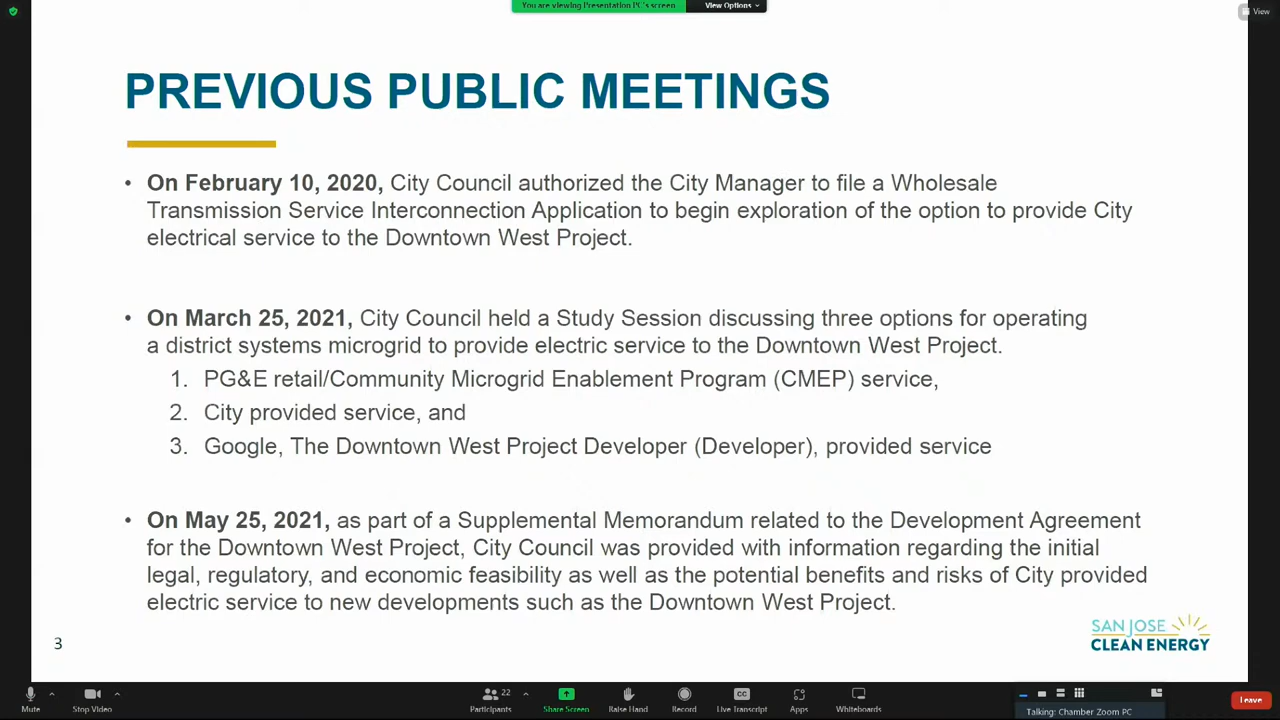 You are viewing Presentation PC's screen
View Options
View
PREVIOUS PUBLIC MEETINGS
• On February 10, 2020, City Council authorized the City Manager to file a Wholesale
Transmission Service Interconnection Application to begin exploration of the option to provide City
electrical service to the Downtown West Project.
• On March 25, 2021, City Council held a Study Session discussing three options for operating
a district systems microgrid to provide electric service to the Downtown West Project.
1. PG&E retail/Community Microgrid Enablement Program (CMEP) service,
2. City provided service, and
3. Google, The Downtown West Project Developer (Developer), provided service
• On May 25, 2021, as part of a Supplemental Memorandum related to the Development Agreement
for the Downtown West Project, City Council was provided with information regarding the initial
legal, regulatory, and economic feasibility as well as the potential benefits and risks of City provided
electric service to new developments such as the Downtown West Project.
3
SAN JOSE
CLEAN ENERGY
22
CC
Mute
Stop Video
Participants
Share Screen
Raise Hand
Record
Live Transcript
Apps
Whiteboards
Talking: Chamber Zoom PC
Leave